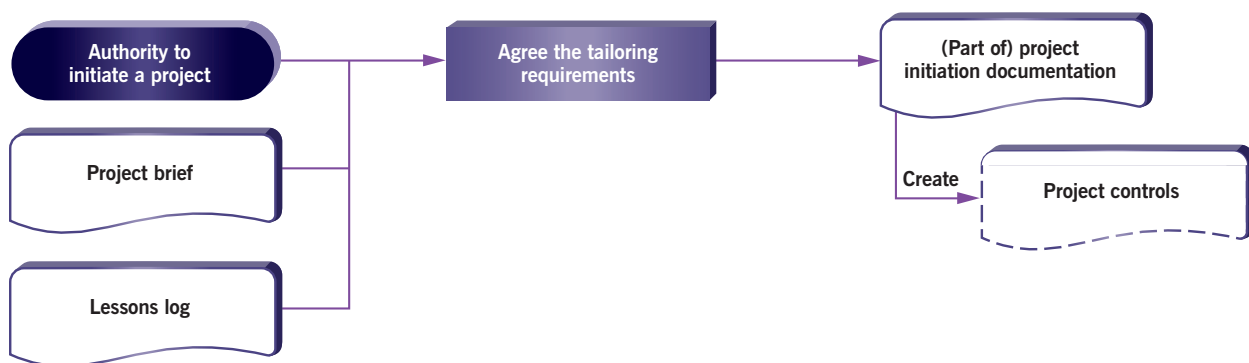 Authority to
initiate a project
Agree the tailoring
requirements
(Part of) project
initiation documentation
Project brief
Create
Project controls
Lessons log